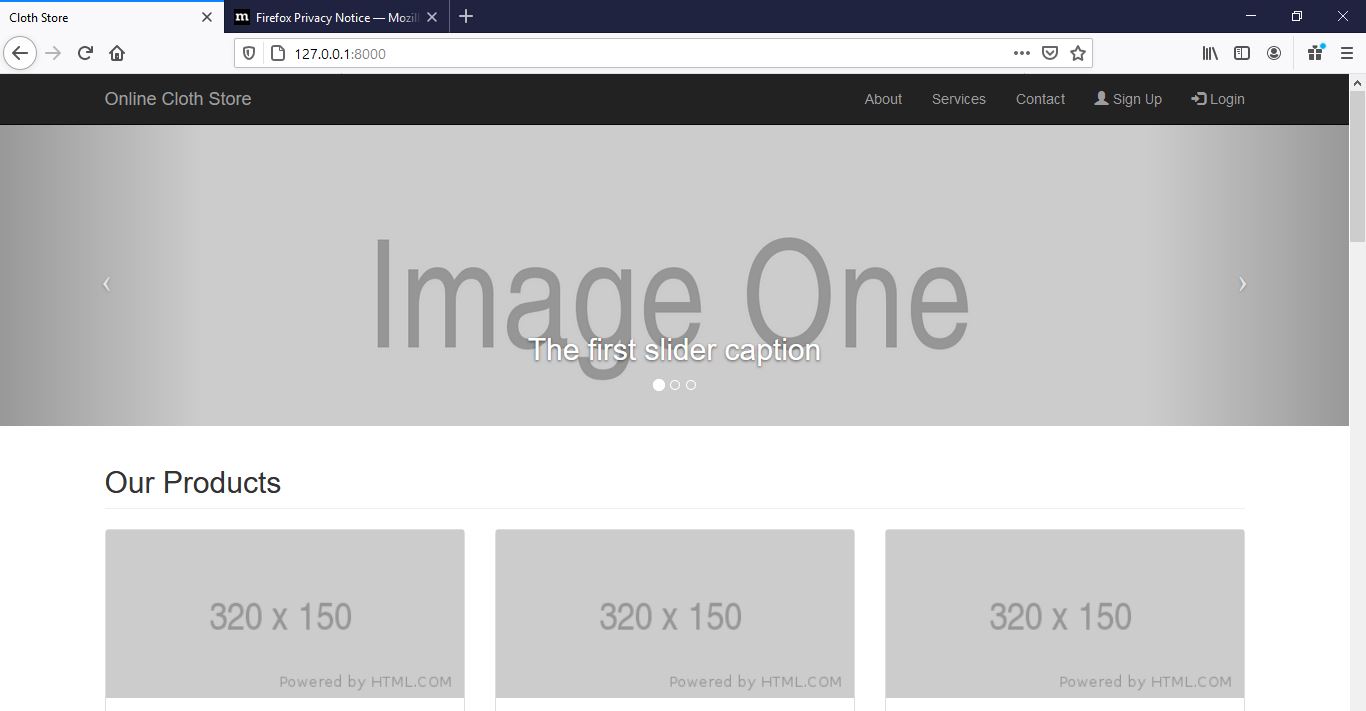 Cloth Store
Firefox Privacy Notice — Mozil
127.0.0.1:8000
Online Cloth Store
About Services Contact Sign Up Login
Image One
The first slider caption
Our Products
320 x 150 320 x 150 320 x 150
Powered by HTML.COM Powered by HTML.COM Powered by HTML.COM